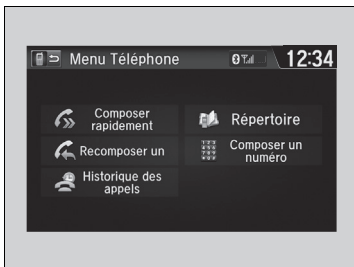 Menu Téléphone
12:34
Composer
rapidement
Répertoire
Recomposer un
Composer un
numéro
Historique des
appels